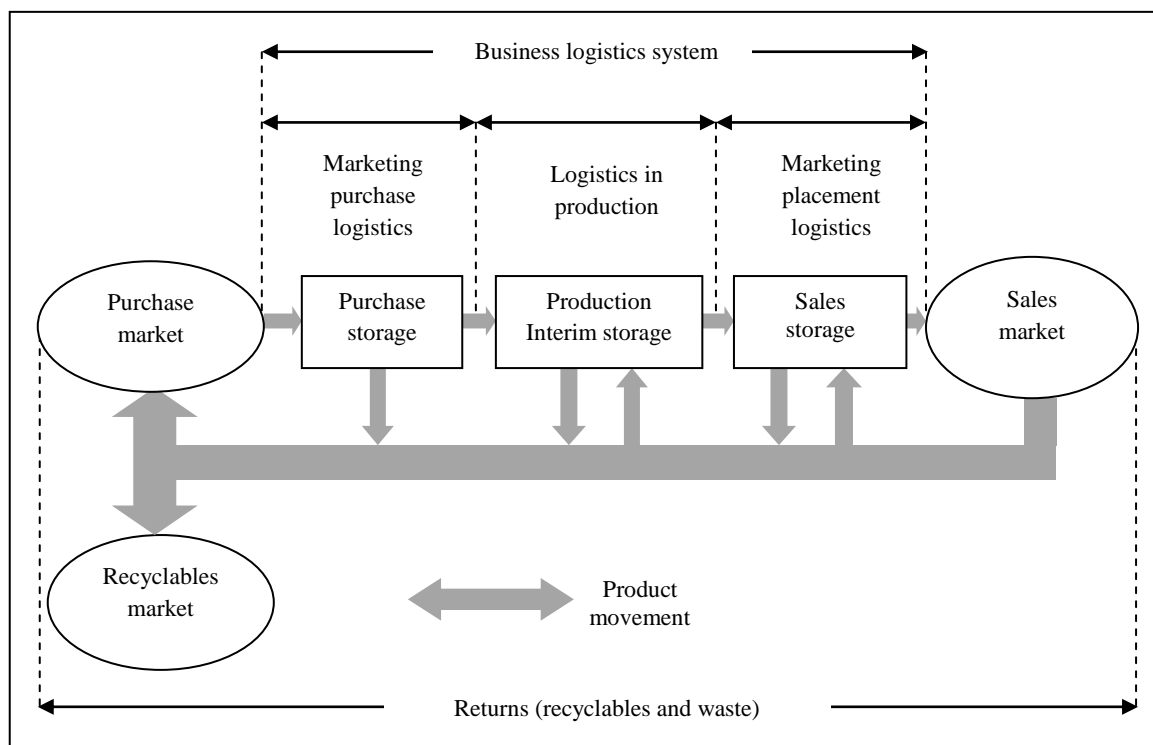 Business logistics system
Marketing
purchase
logistics
Logistics in
production
Marketing
placement
logistics
Purchase
market
Purchase
storage
Production
Interim storage
Sales
storage
Sales
market
Recyclables
market
Product
movement
Returns (recyclables and waste)